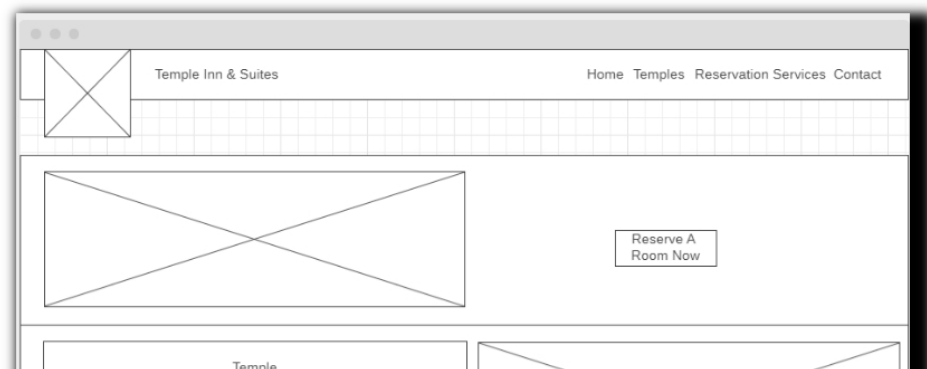 Temple Inn & Suites
Home Temples Reservation Services Contact
Reserve A
Room Now
Temple